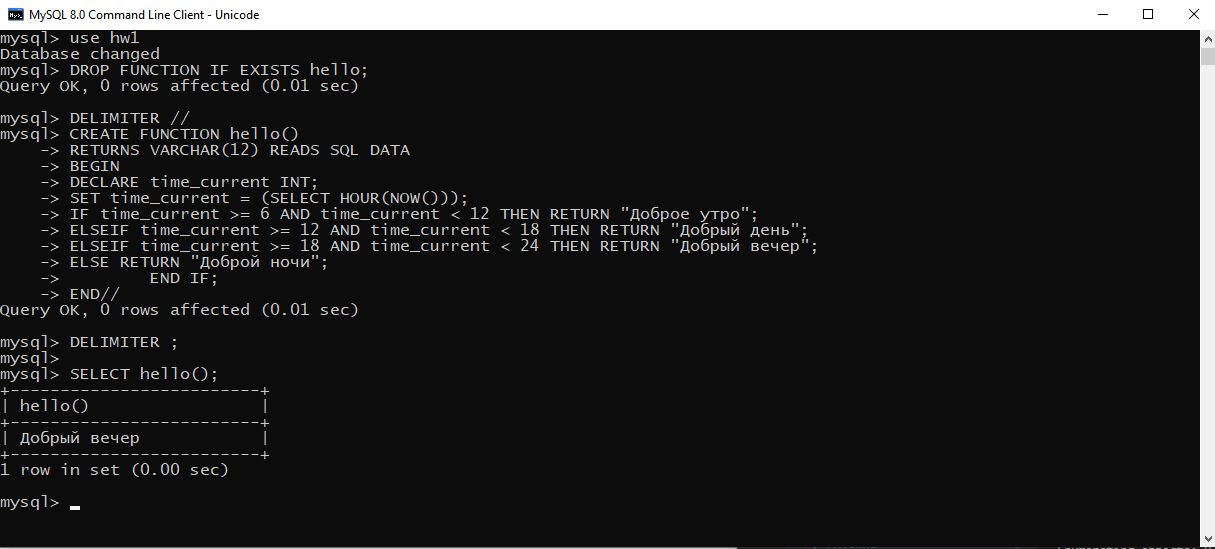 MySQL 8.0 Command Line Client - Unicode
mysql> use hw1
Database changed
mysql> DROP FUNCTION IF EXISTS hello;
Query OK, 0 rows affected (0.01 sec)
mysql> DELIMITER //
mysql> CREATE FUNCTION hello()
    -> RETURNS VARCHAR(12) READS SQL DATA
    -> BEGIN
    -> DECLARE time_current INT;
    -> SET time_current = (SELECT HOUR(NOW()));
    -> IF time_current >= 6 AND time_current < 12 THEN RETURN "Доброе утро";
    -> ELSEIF time_current >= 12 AND time_current < 18 THEN RETURN "Добрый день";
    -> ELSEIF time_current >= 18 AND time_current < 24 THEN RETURN "Добрый вечер";
    -> ELSE RETURN "Доброй ночи";
    ->         END IF;
    -> END//
Query OK, 0 rows affected (0.01 sec)
mysql> DELIMITER ;
mysql>
mysql> SELECT hello();
+-------------------------+
| hello()                 |
+-------------------------+
| Добрый вечер            |
+-------------------------+
1 row in set (0.00 sec)
mysql>